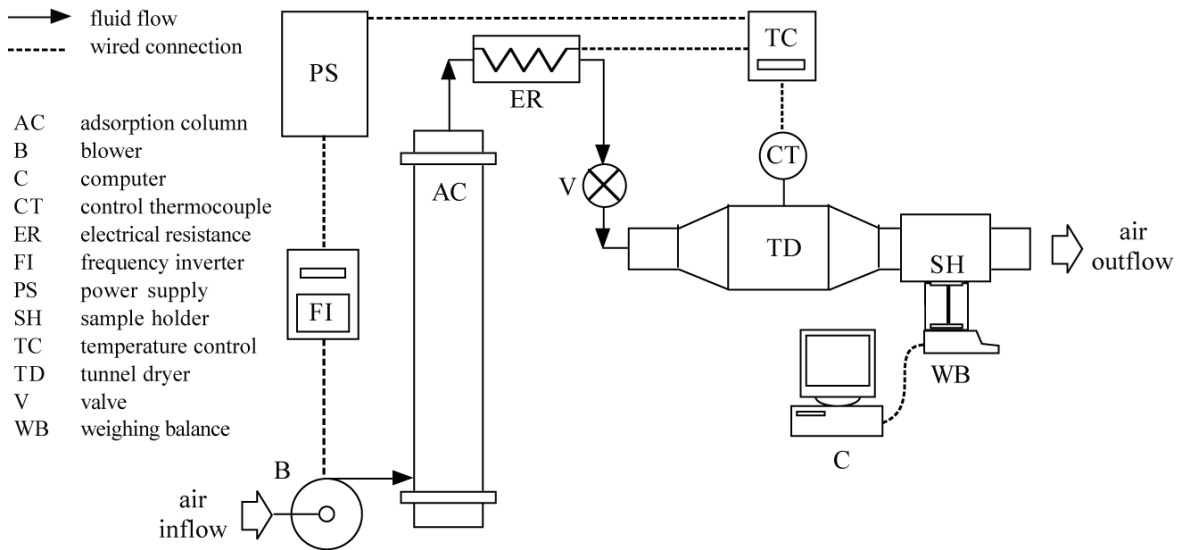 fluid flow
wired connection
AC adsorption column
B blower
C computer
CT control thermocouple
ER electrical resistance
FI frequency inverter
PS power supply
SH sample holder
TC temperature control
TD tunnel dryer
V valve
WB weighing balance
PS
ER
TC
CT
V
AC
TD
SH
air
outflow
FI
WB
C
B
air
inflow